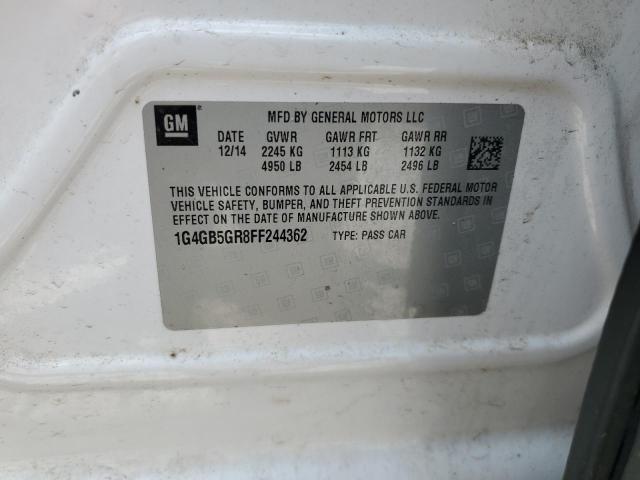 GM
MFD BY GENERAL MOTORS LLC
DATE GVWR GAWR FRT GAWR RR
12/14 2245 KG 1113 KG 1132 KG
4950 LB 2454 LB 2496 LB
THIS VEHICLE CONFORMS TO ALL APPLICABLE U.S. FEDERAL MOTOR
VEHICLE SAFETY, BUMPER, AND THEFT PREVENTION STANDARDS IN
EFFECT ON THE DATE OF MANUFACTURE SHOWN ABOVE.
1G4GB5GR8FF244362 TYPE: PASS CAR